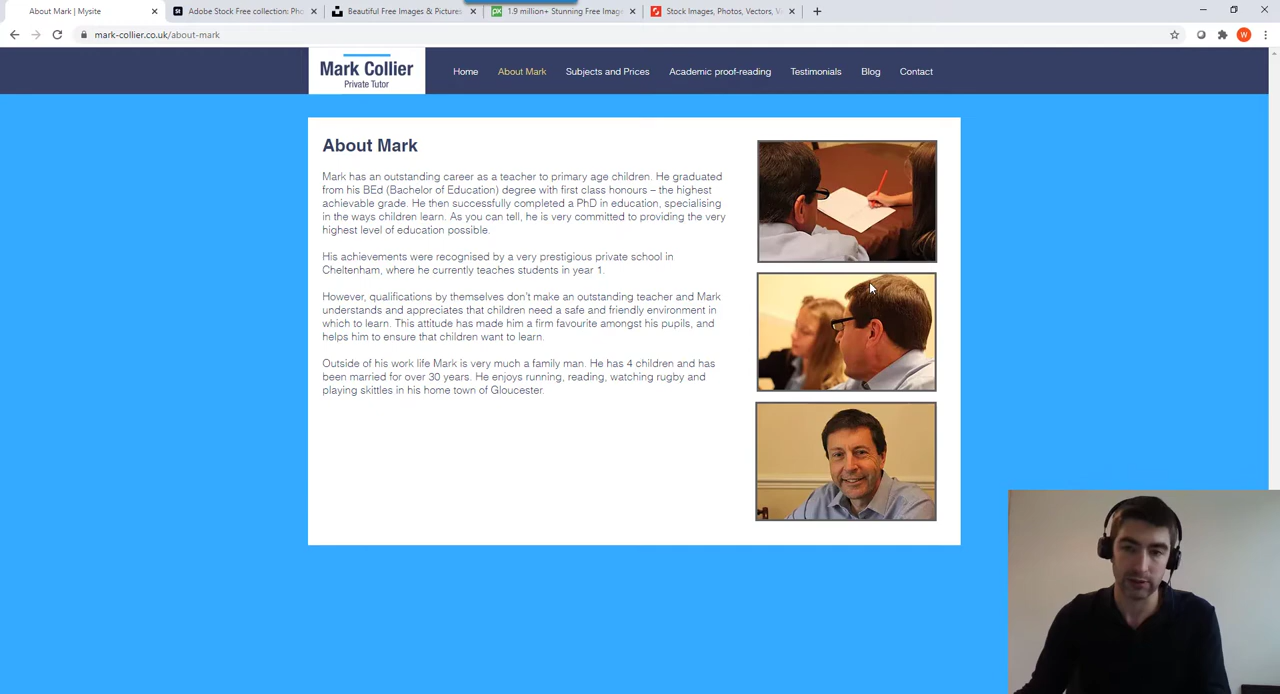 About Mark | Mysite
Adobe Stock Free collection: Pho
Beautiful Free Images & Pictures
1.9 million+ Stunning Free Image
Stock Images, Photos, Vectors, V
mark-collier.co.uk/about-mark
W
Mark Collier
Private Tutor
Home
About Mark
Subjects and Prices
Academic proof-reading
Testimonials
Blog
Contact
About Mark
Mark has an outstanding career as a teacher to primary age children. He graduated
from his BEd (Bachelor of Education) degree with first class honours – the highest
achievable grade. He then successfully completed a PhD in education, specialising
in the ways children learn. As you can tell, he is very committed to providing the very
highest level of education possible.
His achievements were recognised by a very prestigious private school in
Cheltenham, where he currently teaches students in year 1.
However, qualifications by themselves don't make an outstanding teacher and Mark
understands and appreciates that children need a safe and friendly environment in
which to learn. This attitude has made him a firm favourite amongst his pupils, and
helps him to ensure that children want to learn.
Outside of his work life Mark is very much a family man. He has 4 children and has
been married for over 30 years. He enjoys running, reading, watching rugby and
playing skittles in his home town of Gloucester.